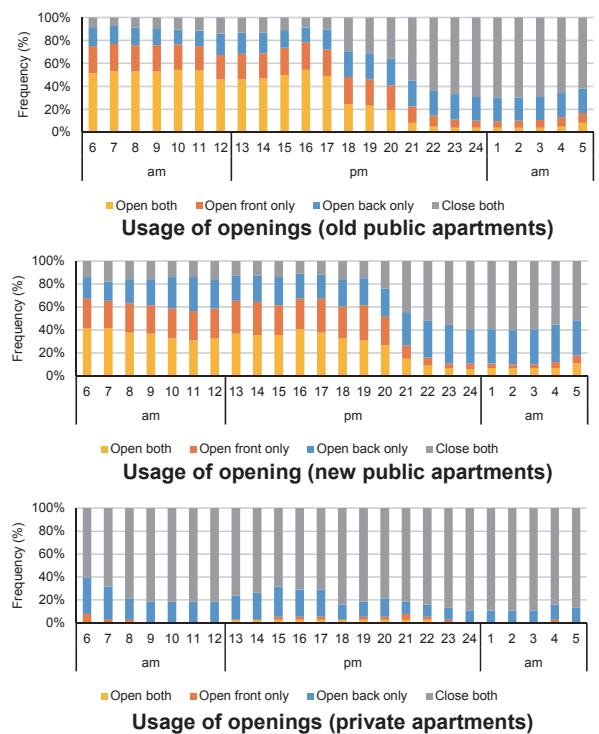 Frequency (%)
100%
80%
60%
40%
20%
0%
6 7 8 9 10 11 12 13 14 15 16 17 18 19 20 21 22 23 24 1 2 3 4 5
am pm am
Open both Open front only Open back only Close both
Usage of openings (old public apartments)
Frequency (%)
100%
80%
60%
40%
20%
0%
6 7 8 9 10 11 12 13 14 15 16 17 18 19 20 21 22 23 24 1 2 3 4 5
am pm am
Open both Open front only Open back only Close both
Usage of opening (new public apartments)
Frequency (%)
100%
80%
60%
40%
20%
0%
6 7 8 9 10 11 12 13 14 15 16 17 18 19 20 21 22 23 24 1 2 3 4 5
am pm am
Open both Open front only Open back only Close both
Usage of openings (private apartments)